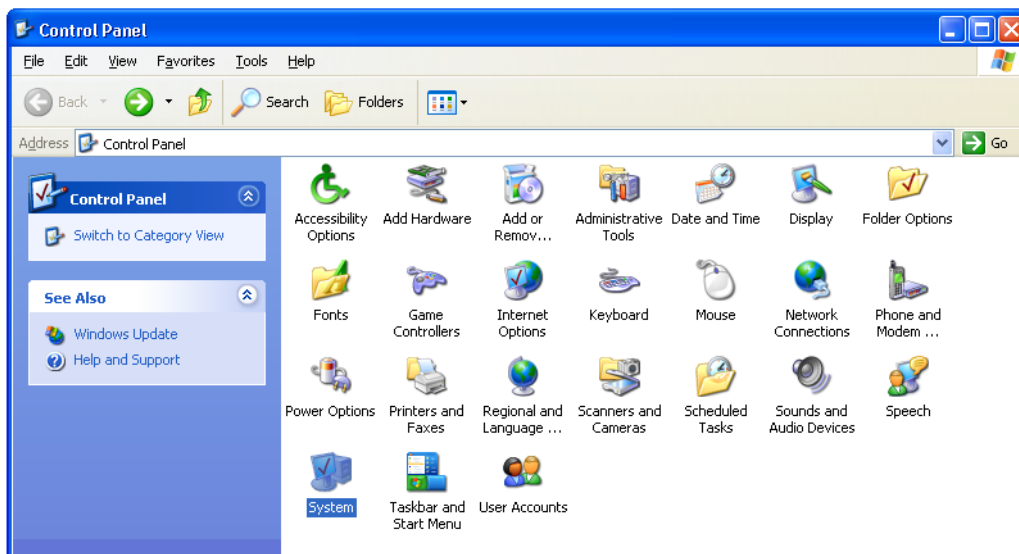 Control Panel
File Edit View Favorites Tools Help
Back Search Folders
Address Control Panel Go
Control Panel
Switch to Category View
See Also
Windows Update
Help and Support
Accessibility Options
Add Hardware
Add or Remov...
Administrative Tools
Date and Time
Display
Folder Options
Fonts
Game Controllers
Internet Options
Keyboard
Mouse
Network Connections
Phone and Modem ...
Power Options
Printers and Faxes
Regional and Language ...
Scanners and Cameras
Scheduled Tasks
Sounds and Audio Devices
Speech
System
Taskbar and Start Menu
User Accounts